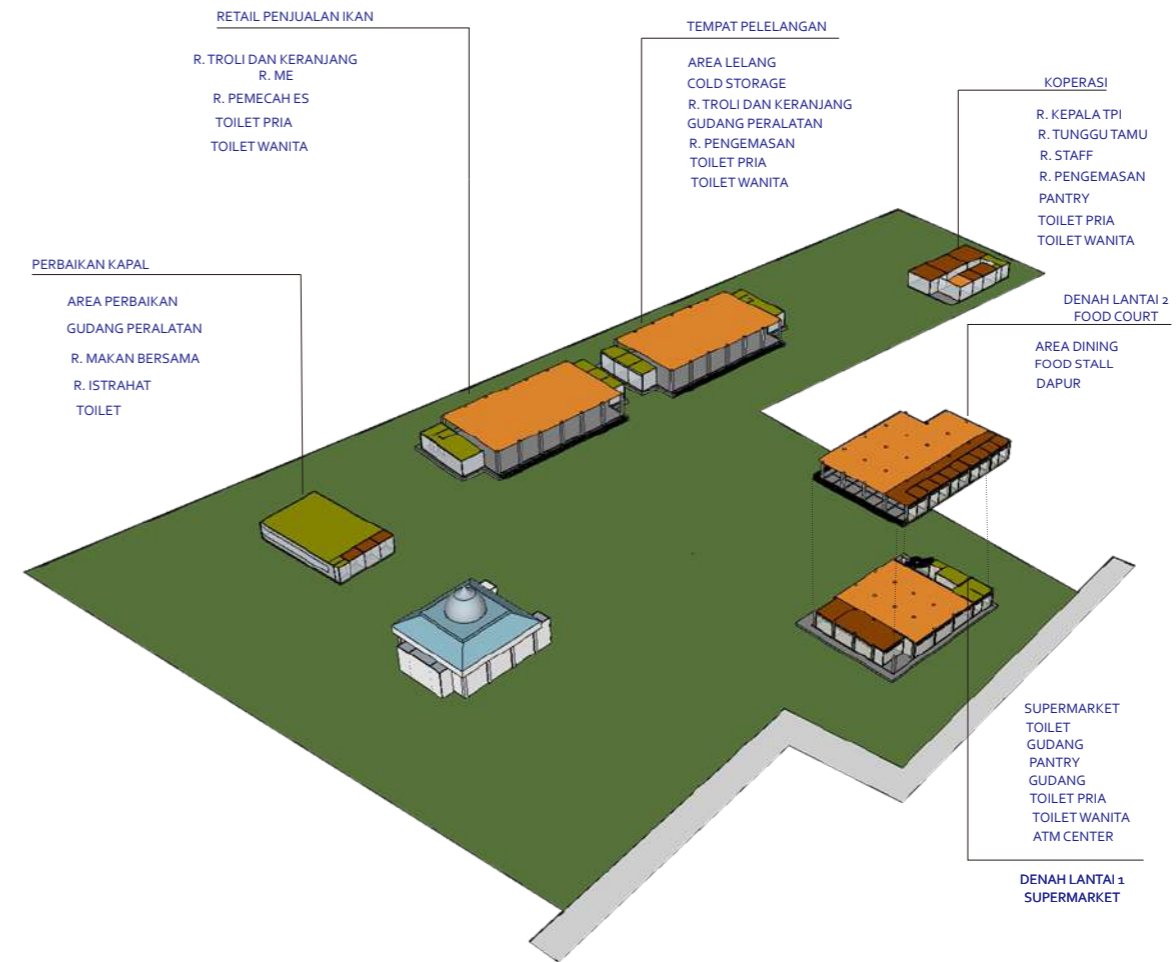 RETAIL PENJUALAN IKAN
R. TROLI DAN KERANJANG
R. ME
R. PEMECAH ES
TOILET PRIA
TOILET WANITA
TEMPAT PELELANGAN
AREA LELANG
COLD STORAGE
R. TROLI DAN KERANJANG
GUDANG PERALATAN
R. PENGEMASAN
TOILET PRIA
TOILET WANITA
KOPERASI
R. KEPALA TPI
R. TUNGGU TAMU
R. STAFF
R. PENGEMASAN
PANTRY
TOILET PRIA
TOILET WANITA
PERBAIKAN KAPAL
AREA PERBAIKAN
GUDANG PERALATAN
R. MAKAN BERSAMA
R. ISTRAHAT
TOILET
DENAH LANTAI 2
FOOD COURT
AREA DINING
FOOD STALL
DAPUR
SUPERMARKET
TOILET
GUDANG
PANTRY
GUDANG
TOILET PRIA
TOILET WANITA
ATM CENTER
DENAH LANTAI 1
SUPERMARKET